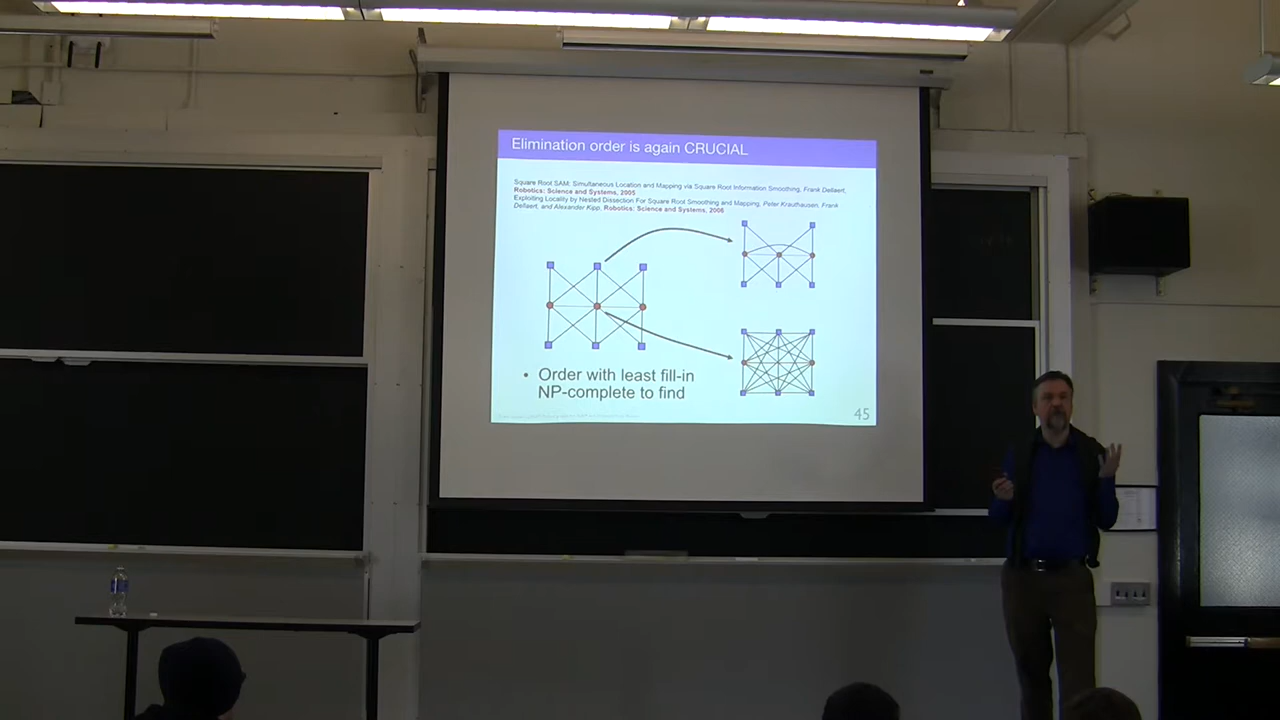 Elimination order is again CRUCIAL
Square Root SAM: Simultaneous Location and Mapping via Square Root Information Smoothing, Frank Dellaert,
Robotics: Science and Systems, 2005
Exploiting Locality by Nested Dissection For Square Root Smoothing and Mapping, Peter Krauthausen, Frank
Dellaert, and Alexander Kipp, Robotics: Science and Systems, 2006
• Order with least fill-in
NP-complete to find
45